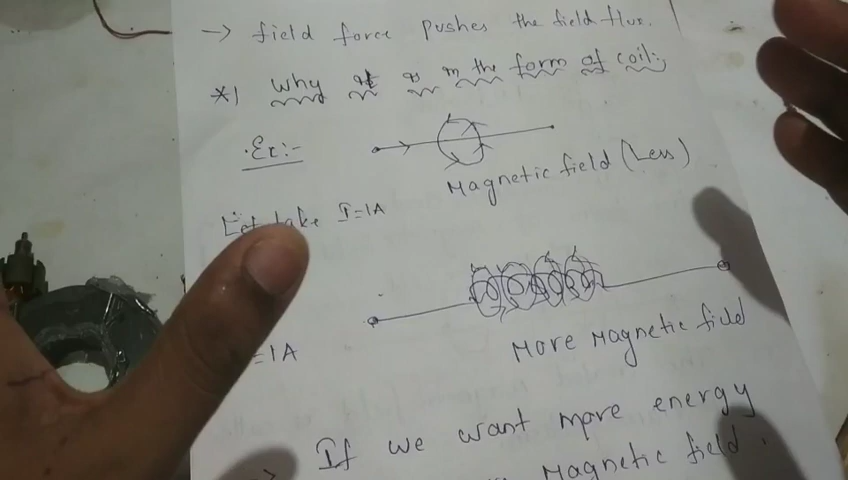 → field force pushes the field flux.
*) why it is in the form of coil:
Ex:-
Magnetic field (Less)
Let take I=1A
=1A
More Magnetic field
→ If we want more energy
Magnetic field.